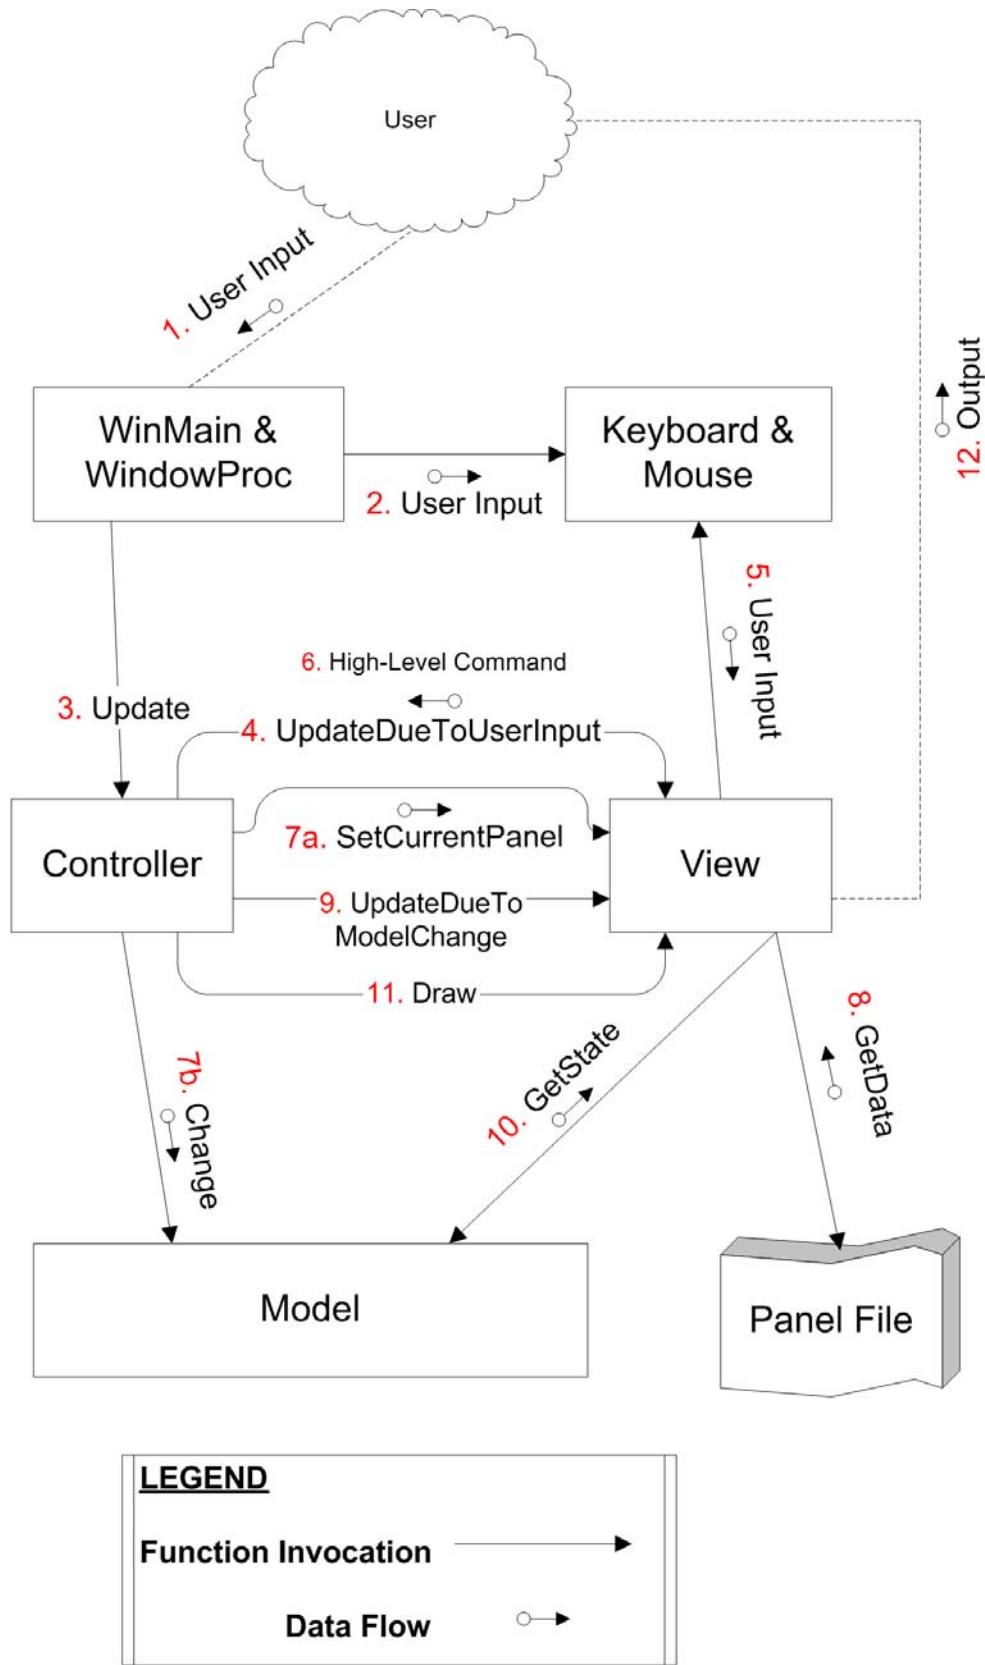 User
1. User Input
WinMain &
WindowProc
Keyboard &
Mouse
2. User Input
12. Output
3. Update
5. User Input
6. High-Level Command
4. UpdateDueToUserInput
7a. SetCurrentPanel
Controller
View
9. UpdateDueTo
ModelChange
11. Draw
7b. Change
10. GetState
8. GetData
Model
Panel File
LEGEND
Function Invocation
Data Flow